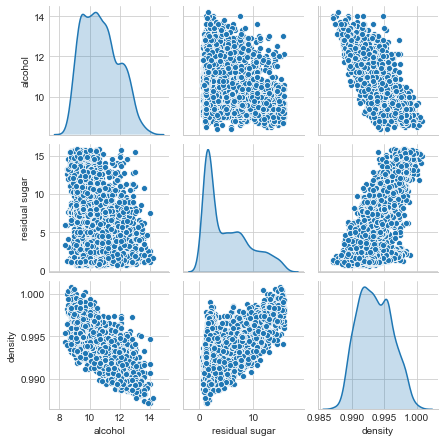 14
12
10
alcohol
15
10
5
0
residual sugar
1.000
0.995
0.990
density
8 10 12 14 0 10 0.985 0.990 0.995 1.000
alcohol residual sugar density